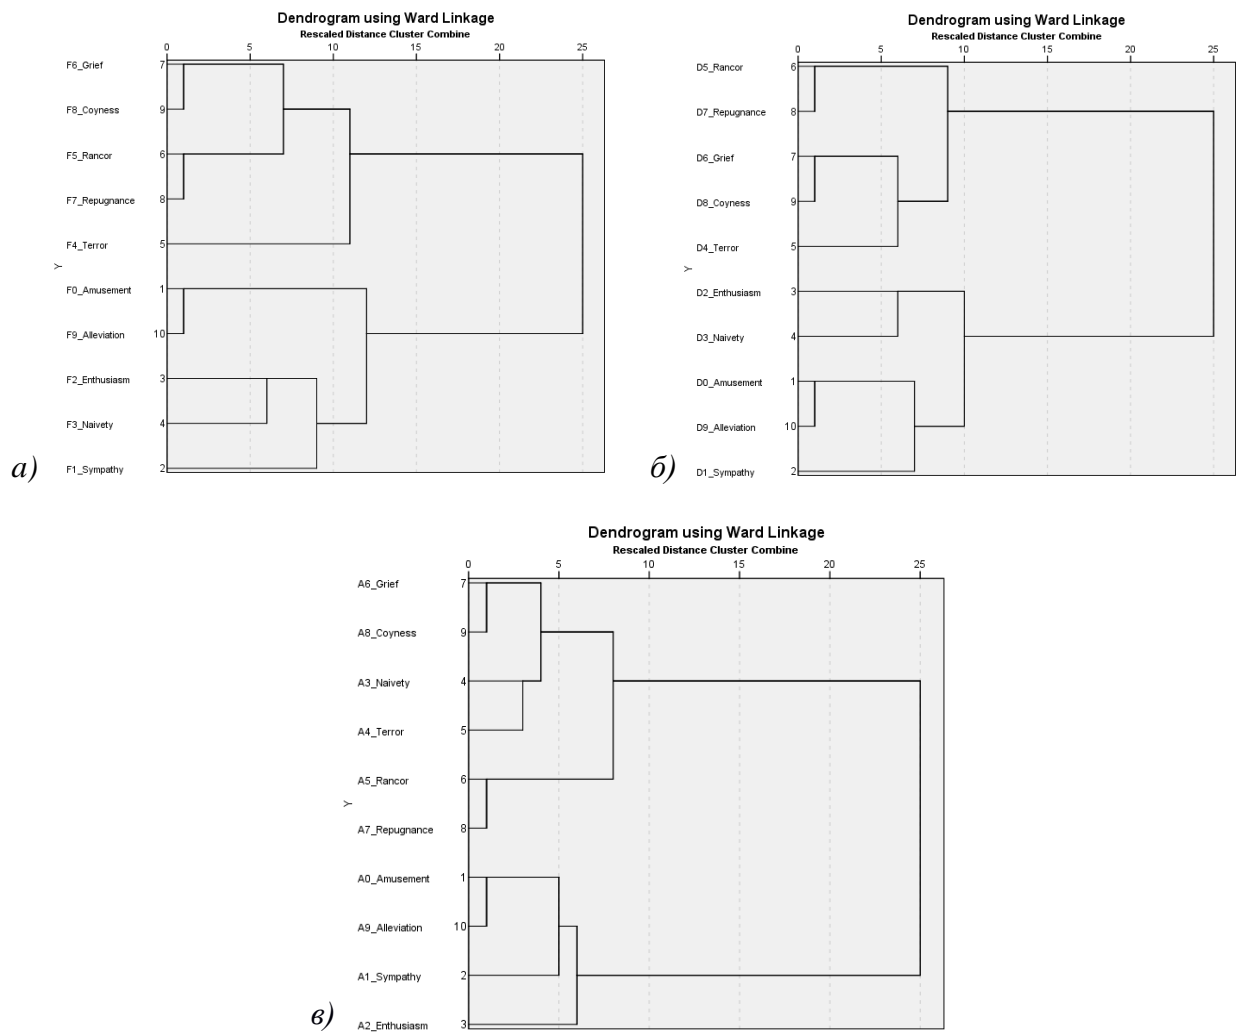 Dendrogram using Ward Linkage
Rescaled Distance Cluster Combine
0 5 10 15 20 25
F6_Grief 7
F8_Coyness 9
F5_Rancor 6
F7_Repugnance 8
F4_Terror 5
Y
F0_Amusement 1
F9_Alleviation 10
F2_Enthusiasm 3
F3_Naivety 4
F1_Sympathy 2
а)
Dendrogram using Ward Linkage
Rescaled Distance Cluster Combine
0 5 10 15 20 25
D5_Rancor 6
D7_Repugnance 8
D6_Grief 7
D8_Coyness 9
D4_Terror 5
Y
D2_Enthusiasm 3
D3_Naivety 4
D0_Amusement 1
D9_Alleviation 10
D1_Sympathy 2
б)
Dendrogram using Ward Linkage
Rescaled Distance Cluster Combine
0 5 10 15 20 25
A6_Grief 7
A8_Coyness 9
A3_Naivety 4
A4_Terror 5
A5_Rancor 6
Y
A7_Repugnance 8
A0_Amusement 1
A9_Alleviation 10
A1_Sympathy 2
A2_Enthusiasm 3
в)